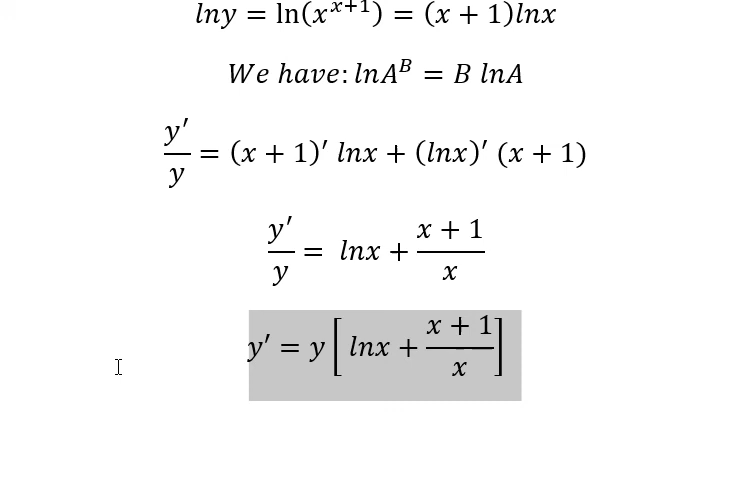 lny = ln(x^{x+1}) = (x + 1)lnx
We have: lnA^B = B lnA
y'/y = (x + 1)' lnx + (lnx)' (x + 1)
y'/y = lnx + (x + 1)/x
y' = y[lnx + (x + 1)/x]